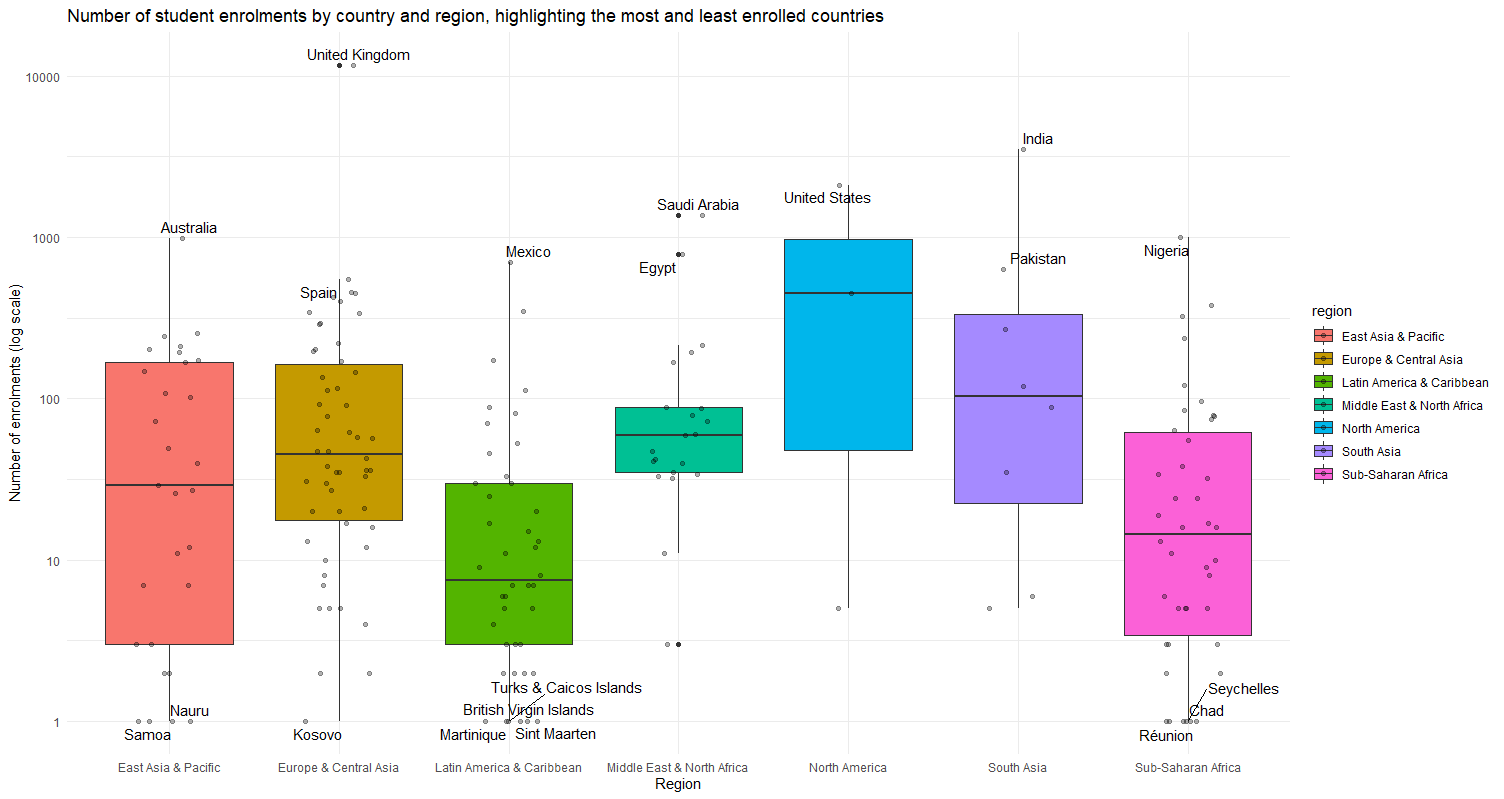 Number of student enrolments by country and region, highlighting the most and least enrolled countries
United Kingdom
10000
India
United States
Saudi Arabia
Australia
1000
Mexico
Nigeria
Pakistan
Egypt
Spain
100
10
1
Number of enrolments (log scale)
Turks & Caicos Islands
Seychelles
Nauru
British Virgin Islands
Chad
Samoa
Kosovo
Martinique
Sint Maarten
Réunion
East Asia & Pacific
Europe & Central Asia
Latin America & Caribbean
Middle East & North Africa
North America
South Asia
Sub-Saharan Africa
Region
region
East Asia & Pacific
Europe & Central Asia
Latin America & Caribbean
Middle East & North Africa
North America
South Asia
Sub-Saharan Africa